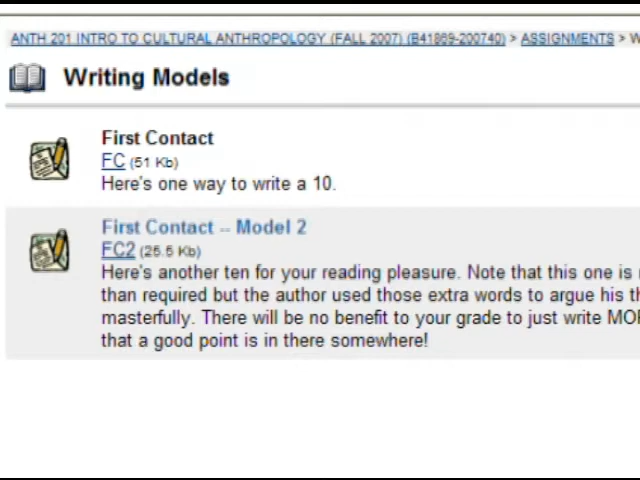 ANTH 201 INTRO TO CULTURAL ANTHROPOLOGY (FALL 2007) (B41869-200740) > ASSIGNMENTS > W
Writing Models
First Contact
FC (51 Kb)
Here's one way to write a 10.
First Contact -- Model 2
FC2 (25.5 Kb)
Here's another ten for your reading pleasure. Note that this one is
than required but the author used those extra words to argue his th
masterfully. There will be no benefit to your grade to just write MO
that a good point is in there somewhere!